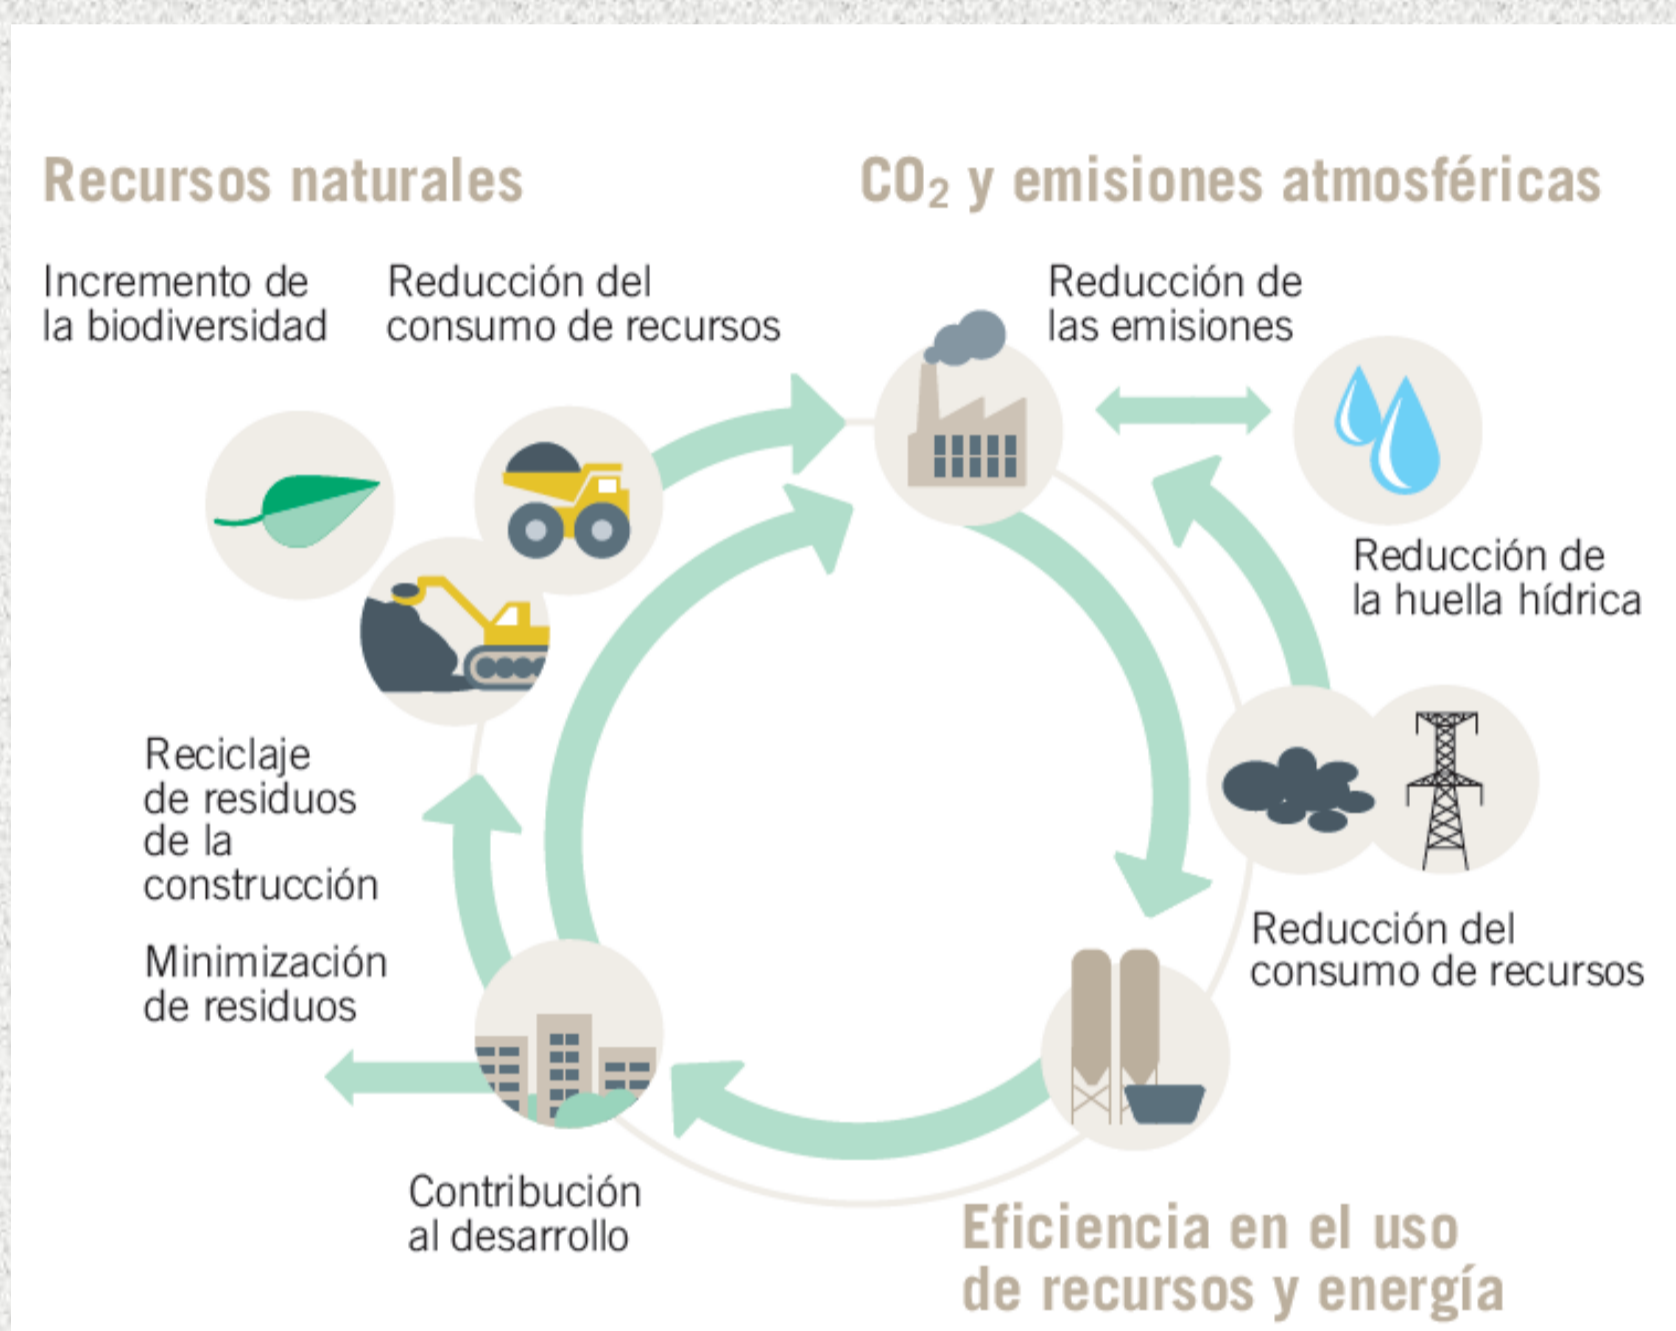 Recursos naturales
CO₂ y emisiones atmosféricas
Incremento de
la biodiversidad
Reducción del
consumo de recursos
Reducción de
las emisiones
Reducción de
la huella hídrica
Reciclaje
de residuos
de la
construcción
Minimización
de residuos
Reducción del
consumo de recursos
Contribución
al desarrollo
Eficiencia en el uso
de recursos y energía